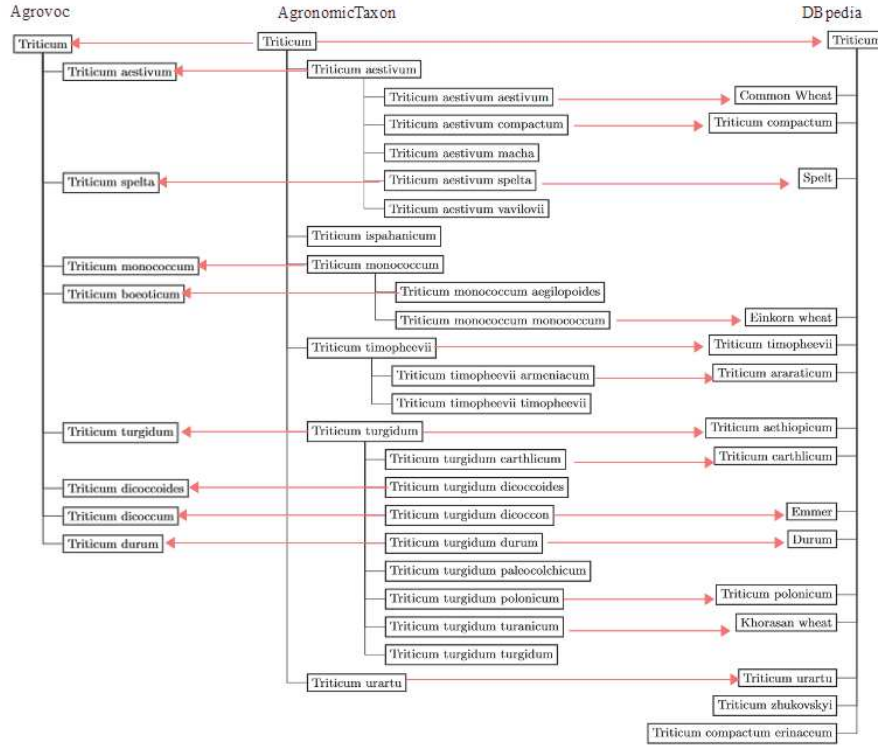 Agrovoc AgronomicTaxon DBpedia
Triticum Triticum Triticum
Triticum aestivum Triticum aestivum
Triticum aestivum aestivum Common Wheat
Triticum aestivum compactum Triticum compactum
Triticum aestivum macha
Triticum spelta Triticum aestivum spelta Spelt
Triticum aestivum vavilovii
Triticum ispahanicum
Triticum monococcum Triticum monococcum
Triticum boeoticum Triticum monococcum aegilopoides
Triticum monococcum monococcum Einkorn wheat
Triticum timopheevii Triticum timopheevii
Triticum timopheevii armeniacum Triticum araraticum
Triticum timopheevii timopheevii
Triticum turgidum Triticum turgidum Triticum aethiopicum
Triticum turgidum carthlicum Triticum carthlicum
Triticum dicoccoides Triticum turgidum dicoccoides
Triticum dicoccum Triticum turgidum dicoccon Emmer
Triticum durum Triticum turgidum durum Durum
Triticum turgidum paleocolchicum
Triticum turgidum polonicum Triticum polonicum
Triticum turgidum turanicum Khorasan wheat
Triticum turgidum turgidum
Triticum urartu Triticum urartu
Triticum zhukovskyi
Triticum compactum erinaceum